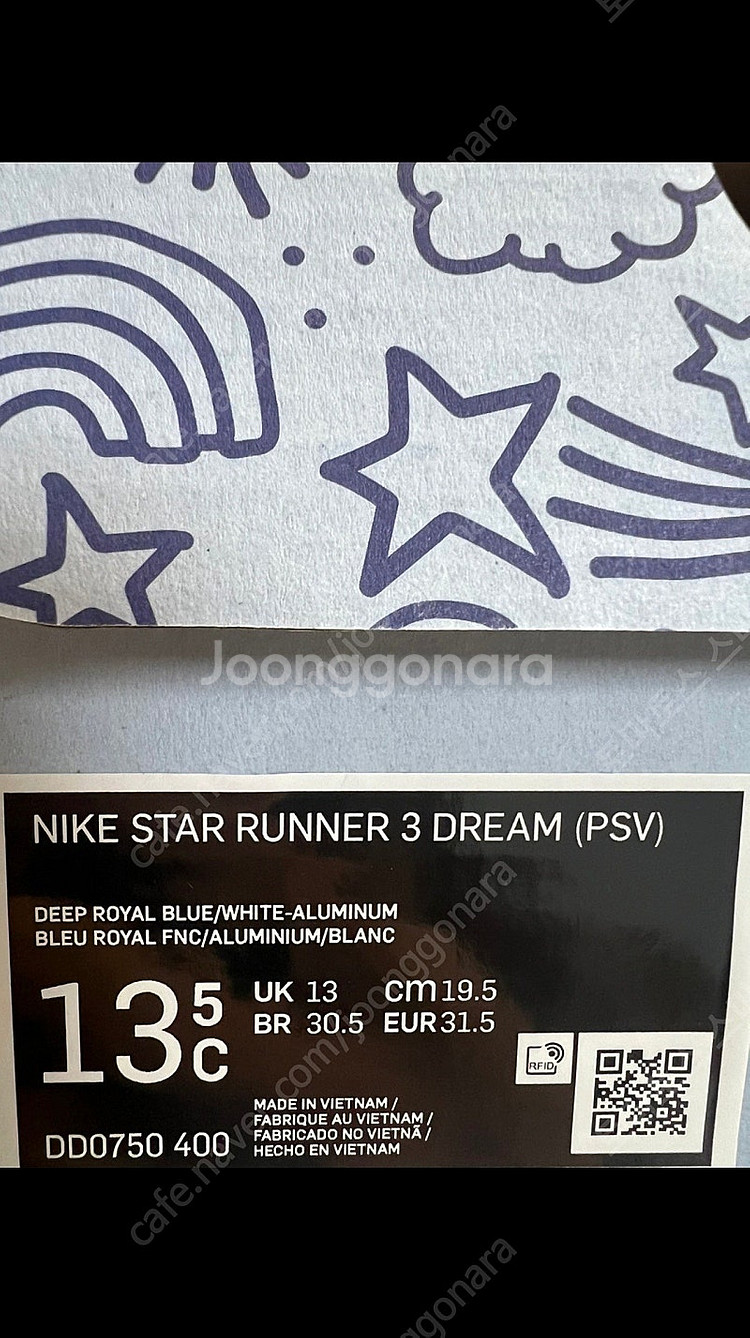 Joonggonara
NIKE STAR RUNNER 3 DREAM (PSV)
DEEP ROYAL BLUE/WHITE-ALUMINUM
BLEU ROYAL FNC/ALUMINIUM/BLANC
13 5 C
UK 13 cm 19.5
BR 30.5 EUR 31.5
RFID
MADE IN VIETNAM /
FABRIQUE AU VIETNAM /
FABRICADO NO VIETNÃ /
HECHO EN VIETNAM
DD0750 400
cafe.naver.com/joonggonara